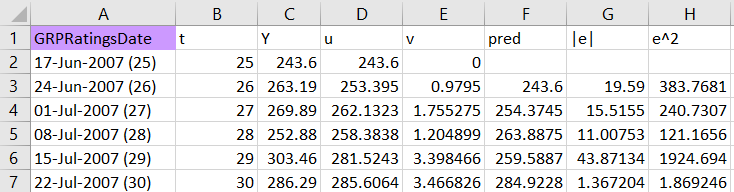 A B C D E F G H
1 GRPRatingsDate t Y u v pred |e| e^2
2 17-Jun-2007 (25) 25 243.6 243.6 0
3 24-Jun-2007 (26) 26 263.19 253.395 0.9795 243.6 19.59 383.7681
4 01-Jul-2007 (27) 27 269.89 262.1323 1.755275 254.3745 15.5155 240.7307
5 08-Jul-2007 (28) 28 252.88 258.3838 1.204899 263.8875 11.00753 121.1656
6 15-Jul-2007 (29) 29 303.46 281.5243 3.398466 259.5887 43.87134 1924.694
7 22-Jul-2007 (30) 30 286.29 285.6064 3.466826 284.9228 1.367204 1.869246